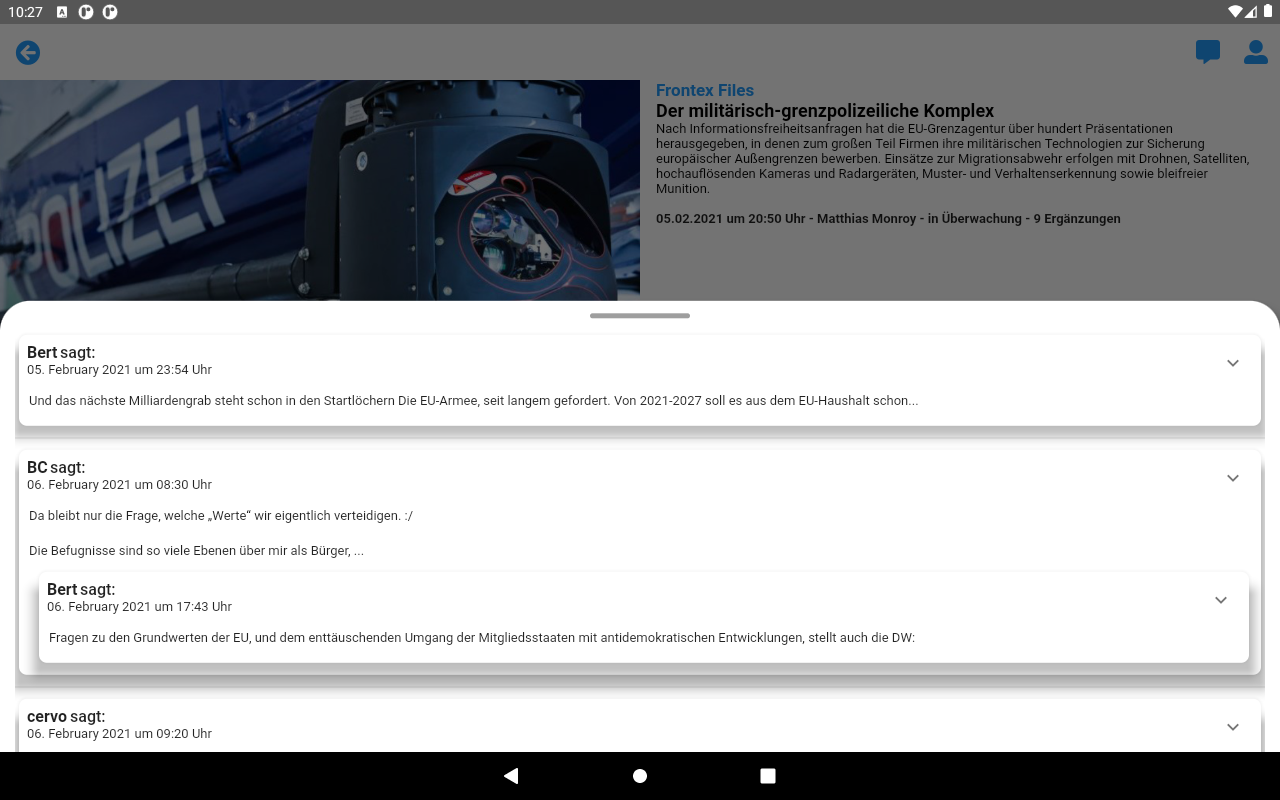 10:27
POLIZEI
Frontex Files
Der militärisch-grenzpolizeiliche Komplex
Nach Informationsfreiheitsanfragen hat die EU-Grenzagentur über hundert Präsentationen
herausgegeben, in denen zum großen Teil Firmen ihre militärischen Technologien zur Sicherung
europäischer Außengrenzen bewerben. Einsätze zur Migrationsabwehr erfolgen mit Drohnen, Satelliten,
hochauflösenden Kameras und Radargeräten, Muster- und Verhaltenserkennung sowie bleifreier
Munition.
05.02.2021 um 20:50 Uhr - Matthias Monroy - in Überwachung - 9 Ergänzungen
Bert sagt:
05. February 2021 um 23:54 Uhr
Und das nächste Milliardengrab steht schon in den Startlöchern Die EU-Armee, seit langem gefordert. Von 2021-2027 soll es aus dem EU-Haushalt schon...
BC sagt:
06. February 2021 um 08:30 Uhr
Da bleibt nur die Frage, welche „Werte“ wir eigentlich verteidigen. :/
Die Befugnisse sind so viele Ebenen über mir als Bürger, ...
Bert sagt:
06. February 2021 um 17:43 Uhr
Fragen zu den Grundwerten der EU, und dem enttäuschenden Umgang der Mitgliedsstaaten mit antidemokratischen Entwicklungen, stellt auch die DW:
cervo sagt:
06. February 2021 um 09:20 Uhr